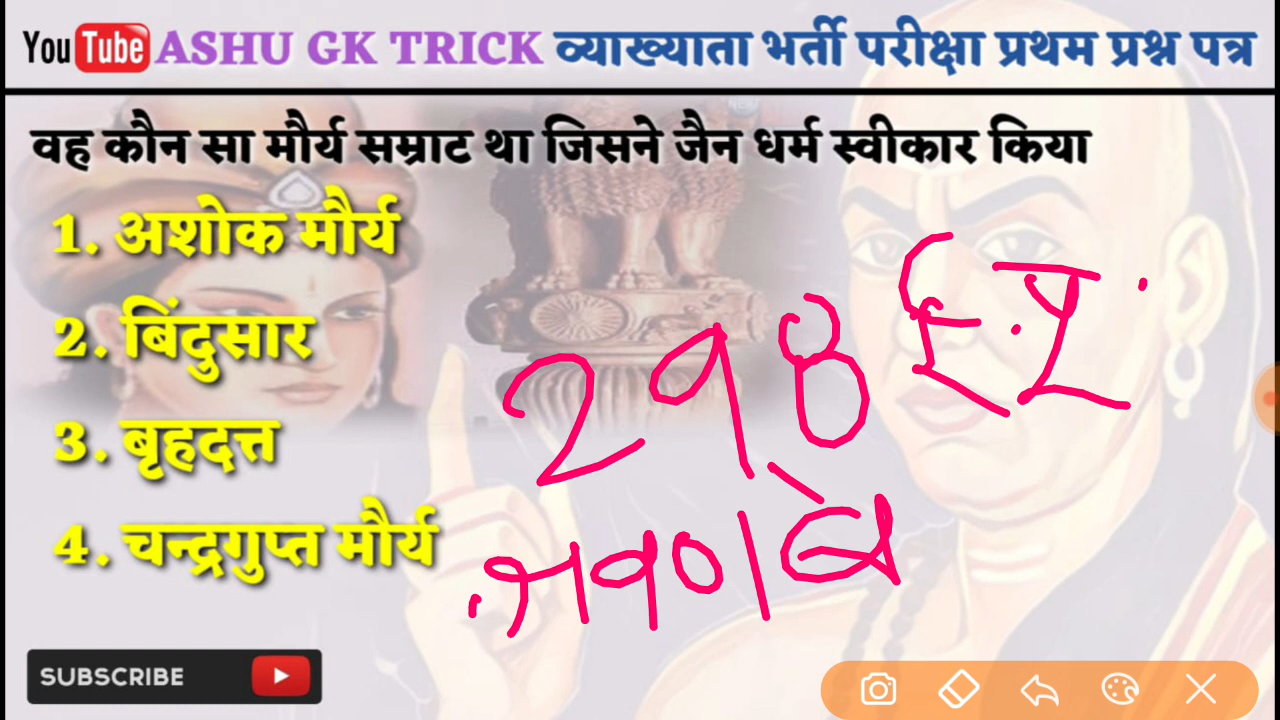 YouTube ASHU GK TRICK व्याख्याता भर्ती परीक्षा प्रथम प्रश्न पत्र
वह कौन सा मौर्य सम्राट था जिसने जैन धर्म स्वीकार किया
1. अशोक मौर्य
2. बिंदुसार
3. बृहदत्त
4. चन्द्रगुप्त मौर्य
298 ई.पू.
SUBSCRIBE